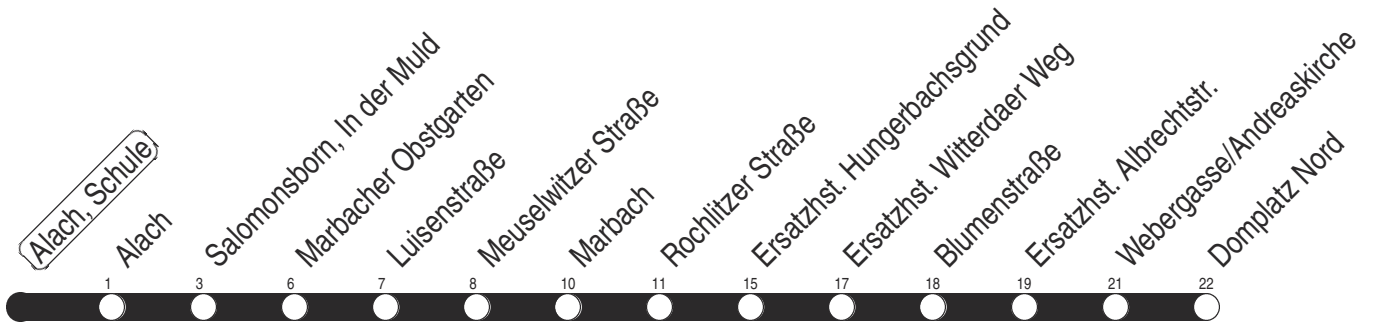 Alach, Schule
Alach
Salomonsborn, In der Muld
Marbacher Obstgarten
Luisenstraße
Meuselwitzer Straße
Marbach
Rochlitzer Straße
Ersatzhst. Hungerbachsgrund
Ersatzhst. Witterdaer Weg
Blumenstraße
Ersatzhst. Albrechtstr.
Webergasse/Andreaskirche
Domplatz Nord
1 3 6 7 8 10 11 15 17 18 19 21 22